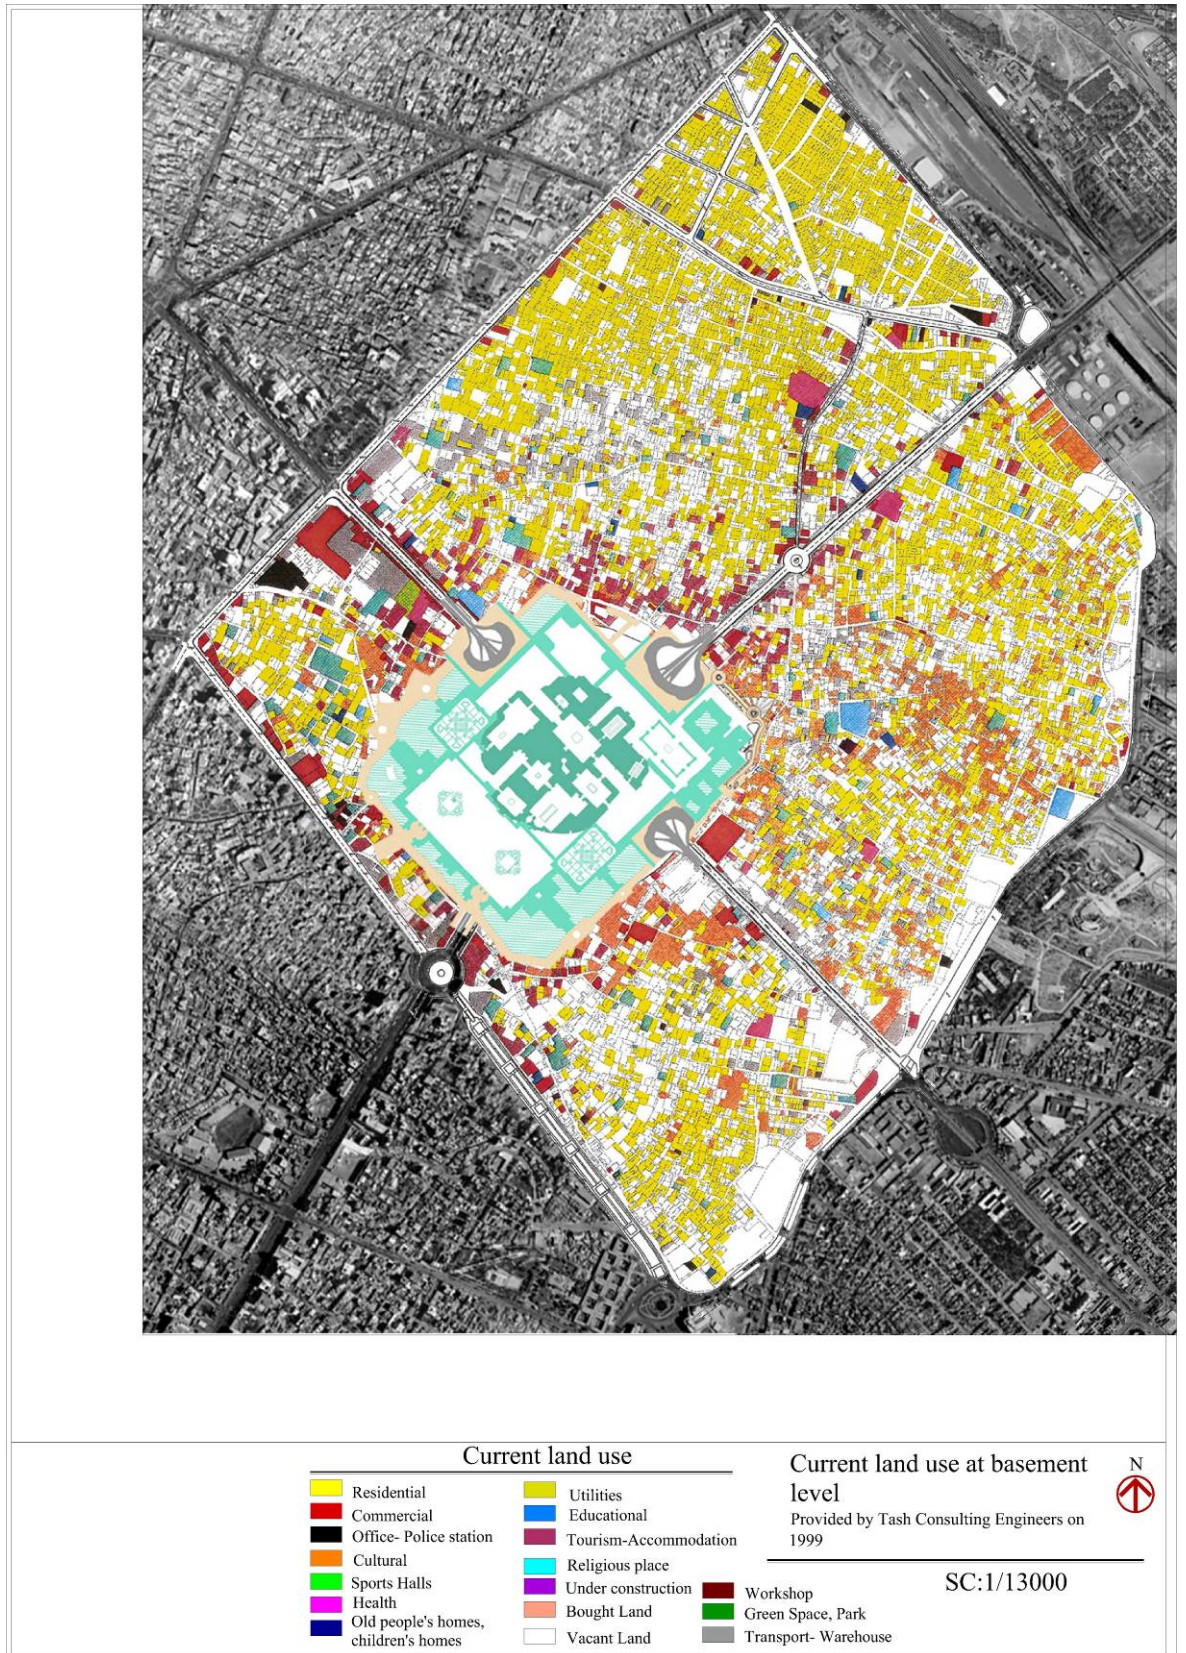 Current land use
Residential
Commercial
Office- Police station
Cultural
Sports Halls
Health
Old people's homes,
children's homes
Utilities
Educational
Tourism-Accommodation
Religious place
Under construction
Bought Land
Vacant Land
Workshop
Green Space, Park
Transport- Warehouse
Current land use at basement
level
Provided by Tash Consulting Engineers on
1999
N
SC:1/13000